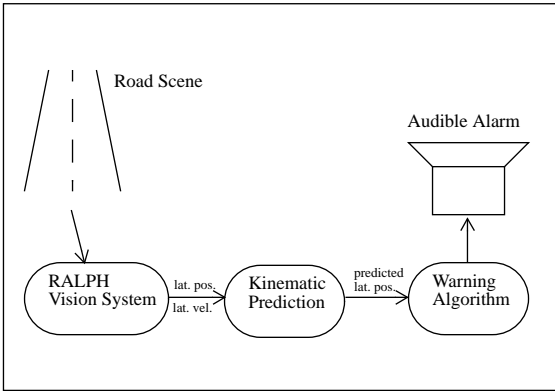 Road Scene
Audible Alarm
RALPH
Vision System
lat. pos.
lat. vel.
Kinematic
Prediction
predicted
lat. pos.
Warning
Algorithm